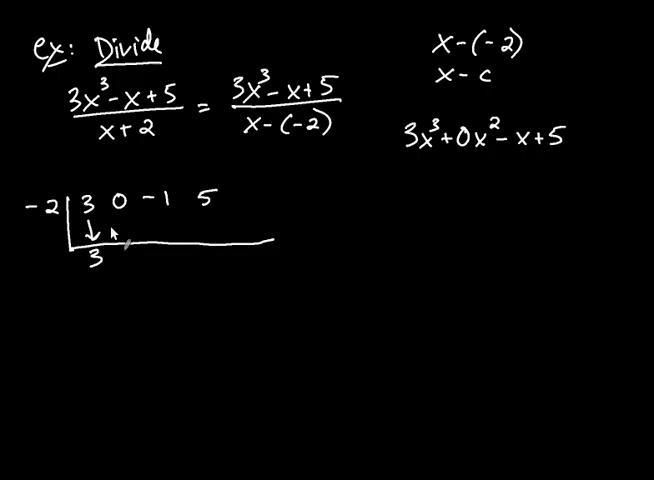 ex: Divide
3x³ - x + 5 / x + 2 = 3x³ - x + 5 / x - (-2)
x - (-2)
x - c
3x³ + 0x² - x + 5
-2 | 3 0 -1 5
↓
3